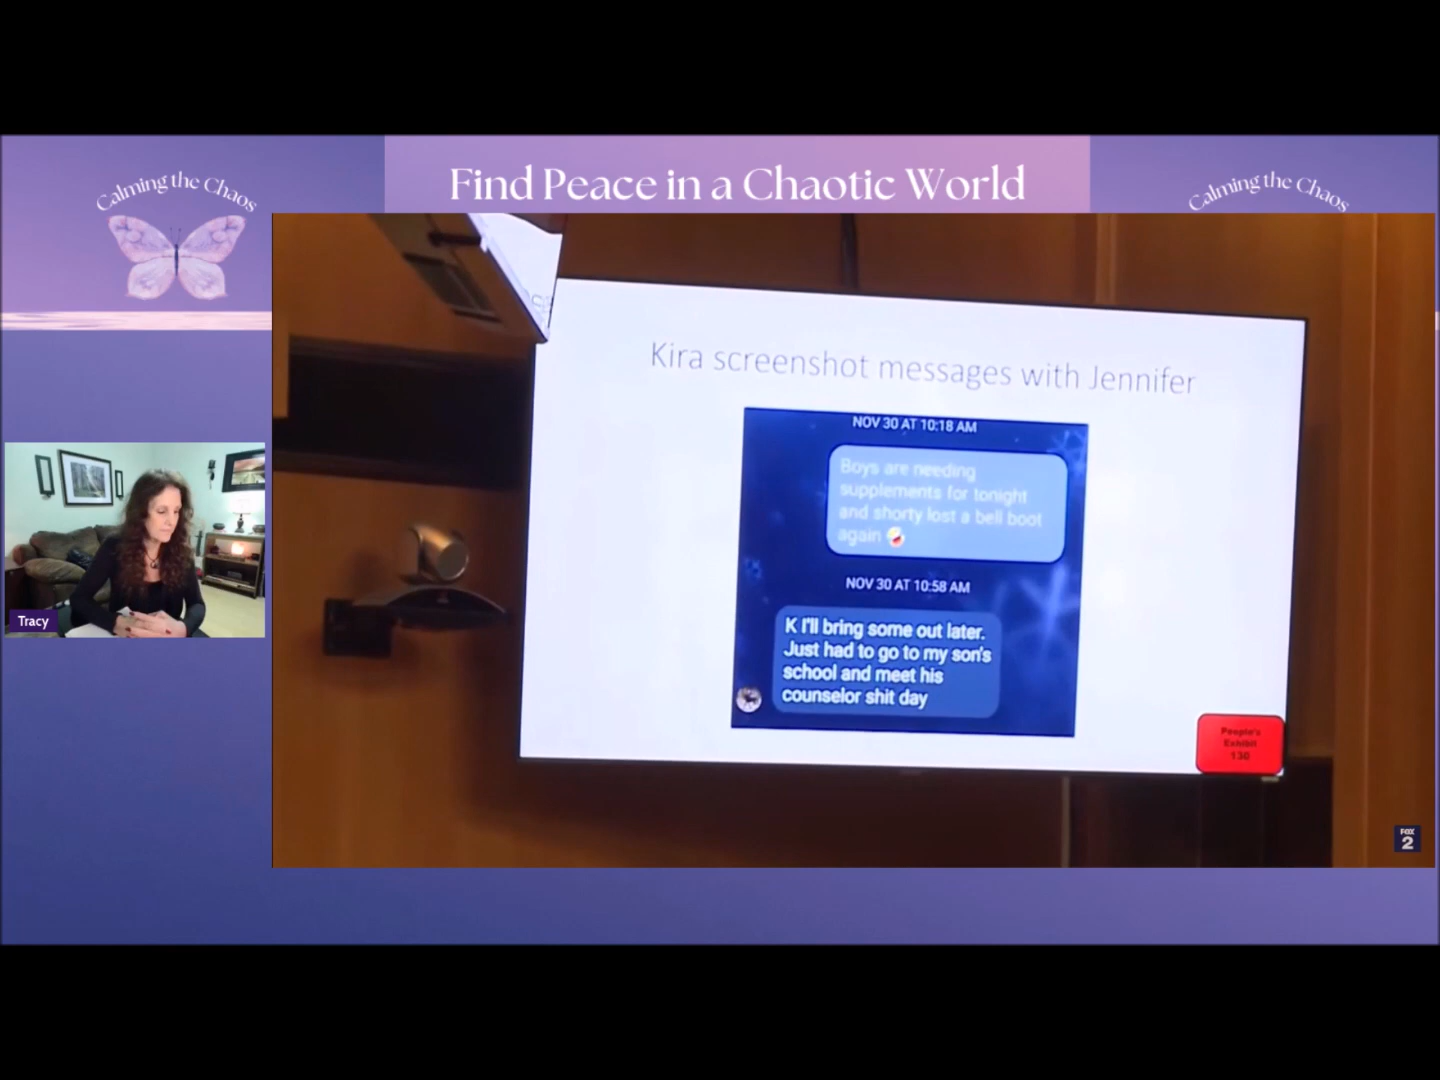 Calming the Chaos
Find Peace in a Chaotic World
Calming the Chaos
Kira screenshot messages with Jennifer
NOV 30 AT 10:18 AM
Boys are needing
supplements for tonight
and shorty lost a bell boot
again
NOV 30 AT 10:58 AM
K I'll bring some out later.
Just had to go to my son's
school and meet his
counselor shit day
People's
Exhibit
130
Tracy
FOX
2